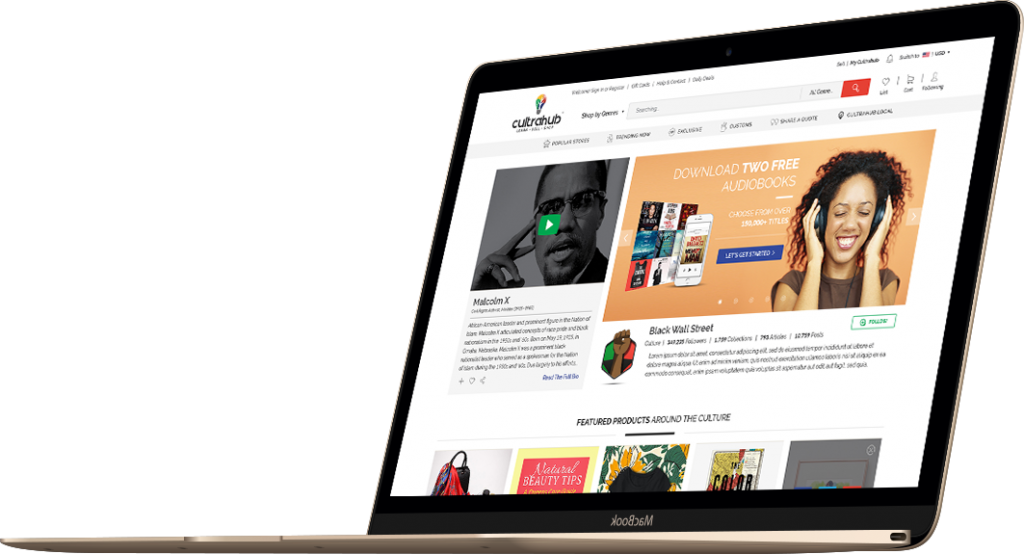 Sell | My Cultrahub Switch to USD
Welcome! Sign in or Register | Gift Cards | Help & Contact | Daily Deals
cultrahub
LEARN • SELL • SHOP
Shop by Genres
Searching...
All Genre...
List
Cart
Following
POPULAR STORES
TRENDING NOW
EXCLUSIVE
CUSTOMS
SHARE A QUOTE
CULTRAHUB LOCAL
DOWNLOAD TWO FREE
AUDIOBOOKS
CHOOSE FROM OVER
150,000+ TITLES
LET'S GET STARTED
Malcolm X
African-American leader and prominent figure in the Nation of
Islam, Malcolm X articulated concepts of race pride and black
nationalism in the 1950s and '60s. Born on May 19, 1925, in
Omaha, Nebraska, Malcolm X was a prominent black
nationalist leader who served as a spokesman for the Nation
of Islam during the 1950s and '60s. Due largely to his efforts,
Read The Full Bio
Black Wall Street
FOLLOW
Culture | 249,235 Followers | 1,739 Collections | 793 Articles | 10,759 Posts
Lorem ipsum dolor sit amet, consectetur adipiscing elit, sed do eiusmod tempor incididunt ut labore et
dolore magna aliqua. Ut enim ad minim veniam, quis nostrud exercitation ullamco laboris nisi ut aliquip ex ea
commodo consequat, enim ipsam voluptatem quia voluptas sit aspernatur aut odit aut fugit, sed quia.
FEATURED PRODUCTS AROUND THE CULTURE
Natural
BEAUTY TIPS
THE
COLOR
MacBook